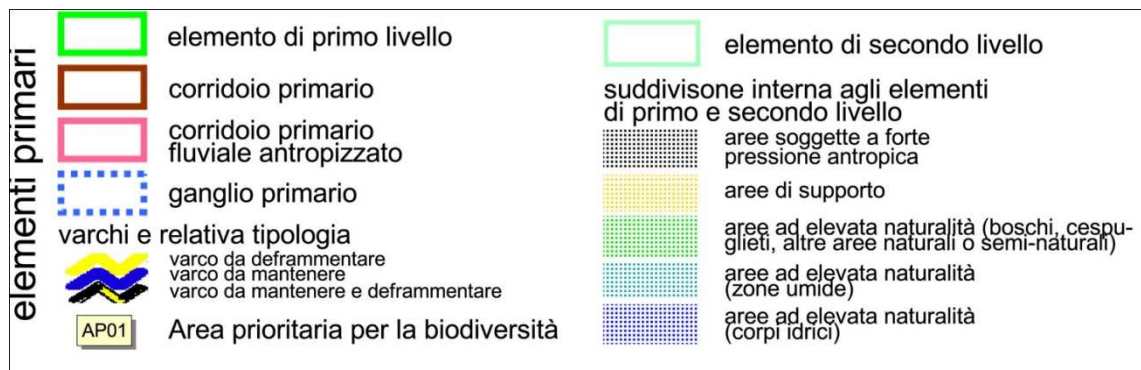 elementi primari
elemento di primo livello
corridoio primario
corridoio primario
fluviale antropizzato
ganglio primario
varchi e relativa tipologia
varco da deframmentare
varco da mantenere
varco da mantenere e deframmentare
AP01
Area prioritaria per la biodiversità
elemento di secondo livello
suddivisone interna agli elementi
di primo e secondo livello
aree soggette a forte
pressione antropica
aree di supporto
aree ad elevata naturalità (boschi, cespu-
glieti, altre aree naturali o semi-naturali)
aree ad elevata naturalità
(zone umide)
aree ad elevata naturalità
(corpi idrici)